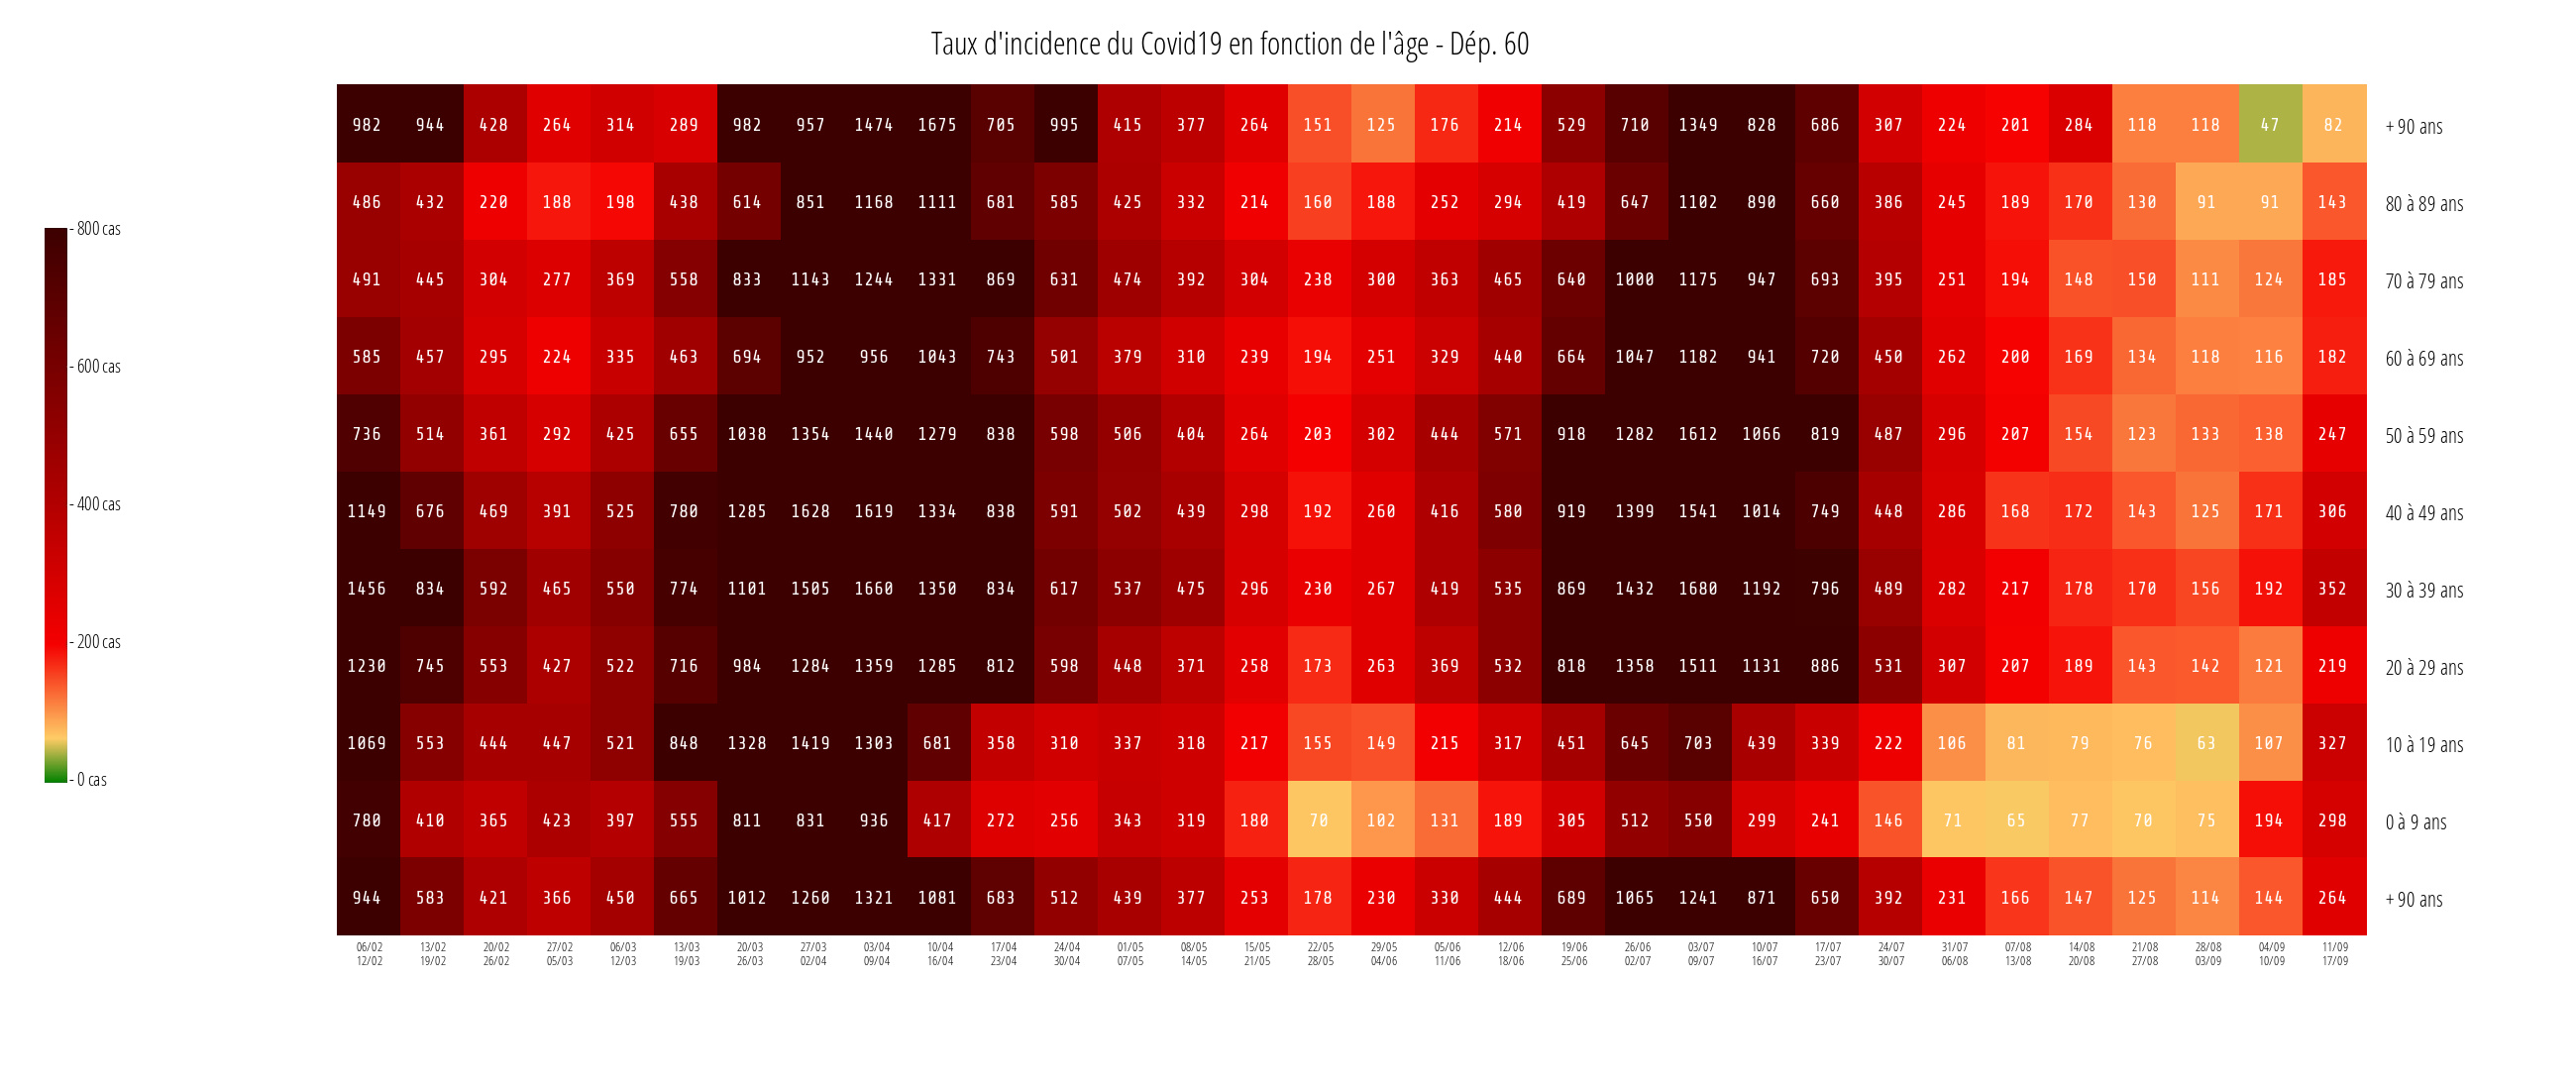 Taux d'incidence du Covid19 en fonction de l'âge - Dép. 60
982 944 428 264 314 289 982 957 1474 1675 705 995 415 377 264 151 125 176 214 529 710 1349 828 686 307 224 201 284 118 118 47 82 + 90 ans
486 432 220 188 198 438 614 851 1168 1111 681 585 425 332 214 160 188 252 294 419 647 1102 890 660 386 245 189 170 130 91 91 143 80 à 89 ans
- 800 cas
491 445 304 277 369 558 833 1143 1244 1331 869 631 474 392 304 238 300 363 465 640 1000 1175 947 693 395 251 194 148 150 111 124 185 70 à 79 ans
585 457 295 224 335 463 694 952 956 1043 743 501 379 310 239 194 251 329 440 664 1047 1182 941 720 450 262 200 169 134 118 116 182 60 à 69 ans
- 600 cas
736 514 361 292 425 655 1038 1354 1440 1279 838 598 506 404 264 203 302 444 571 918 1282 1612 1066 819 487 296 207 154 123 133 138 247 50 à 59 ans
- 400 cas
1149 676 469 391 525 780 1285 1628 1619 1334 838 591 502 439 298 192 260 416 580 919 1399 1541 1014 749 448 286 168 172 143 125 171 306 40 à 49 ans
1456 834 592 465 550 774 1101 1505 1660 1350 834 617 537 475 296 230 267 419 535 869 1432 1680 1192 796 489 282 217 178 170 156 192 352 30 à 39 ans
- 200 cas
1230 745 553 427 522 716 984 1284 1359 1285 812 598 448 371 258 173 263 369 532 818 1358 1511 1131 886 531 307 207 189 143 142 121 219 20 à 29 ans
1069 553 444 447 521 848 1328 1419 1303 681 358 310 337 318 217 155 149 215 317 451 645 703 439 339 222 106 81 79 76 63 107 327 10 à 19 ans
- 0 cas
780 410 365 423 397 555 811 831 936 417 272 256 343 319 180 70 102 131 189 305 512 550 299 241 146 71 65 77 70 75 194 298 0 à 9 ans
944 583 421 366 450 665 1012 1260 1321 1081 683 512 439 377 253 178 230 330 444 689 1065 1241 871 650 392 231 166 147 125 114 144 264 + 90 ans
06/02 13/02 20/02 27/02 06/03 13/03 20/03 27/03 03/04 10/04 17/04 24/04 01/05 08/05 15/05 22/05 29/05 05/06 12/06 19/06 26/06 03/07 10/07 17/07 24/07 31/07 07/08 14/08 21/08 28/08 04/09 11/09
12/02 19/02 26/02 05/03 12/03 19/03 26/03 02/04 09/04 16/04 23/04 30/04 07/05 14/05 21/05 28/05 04/06 11/06 18/06 25/06 02/07 09/07 16/07 23/07 30/07 06/08 13/08 20/08 27/08 03/09 10/09 17/09